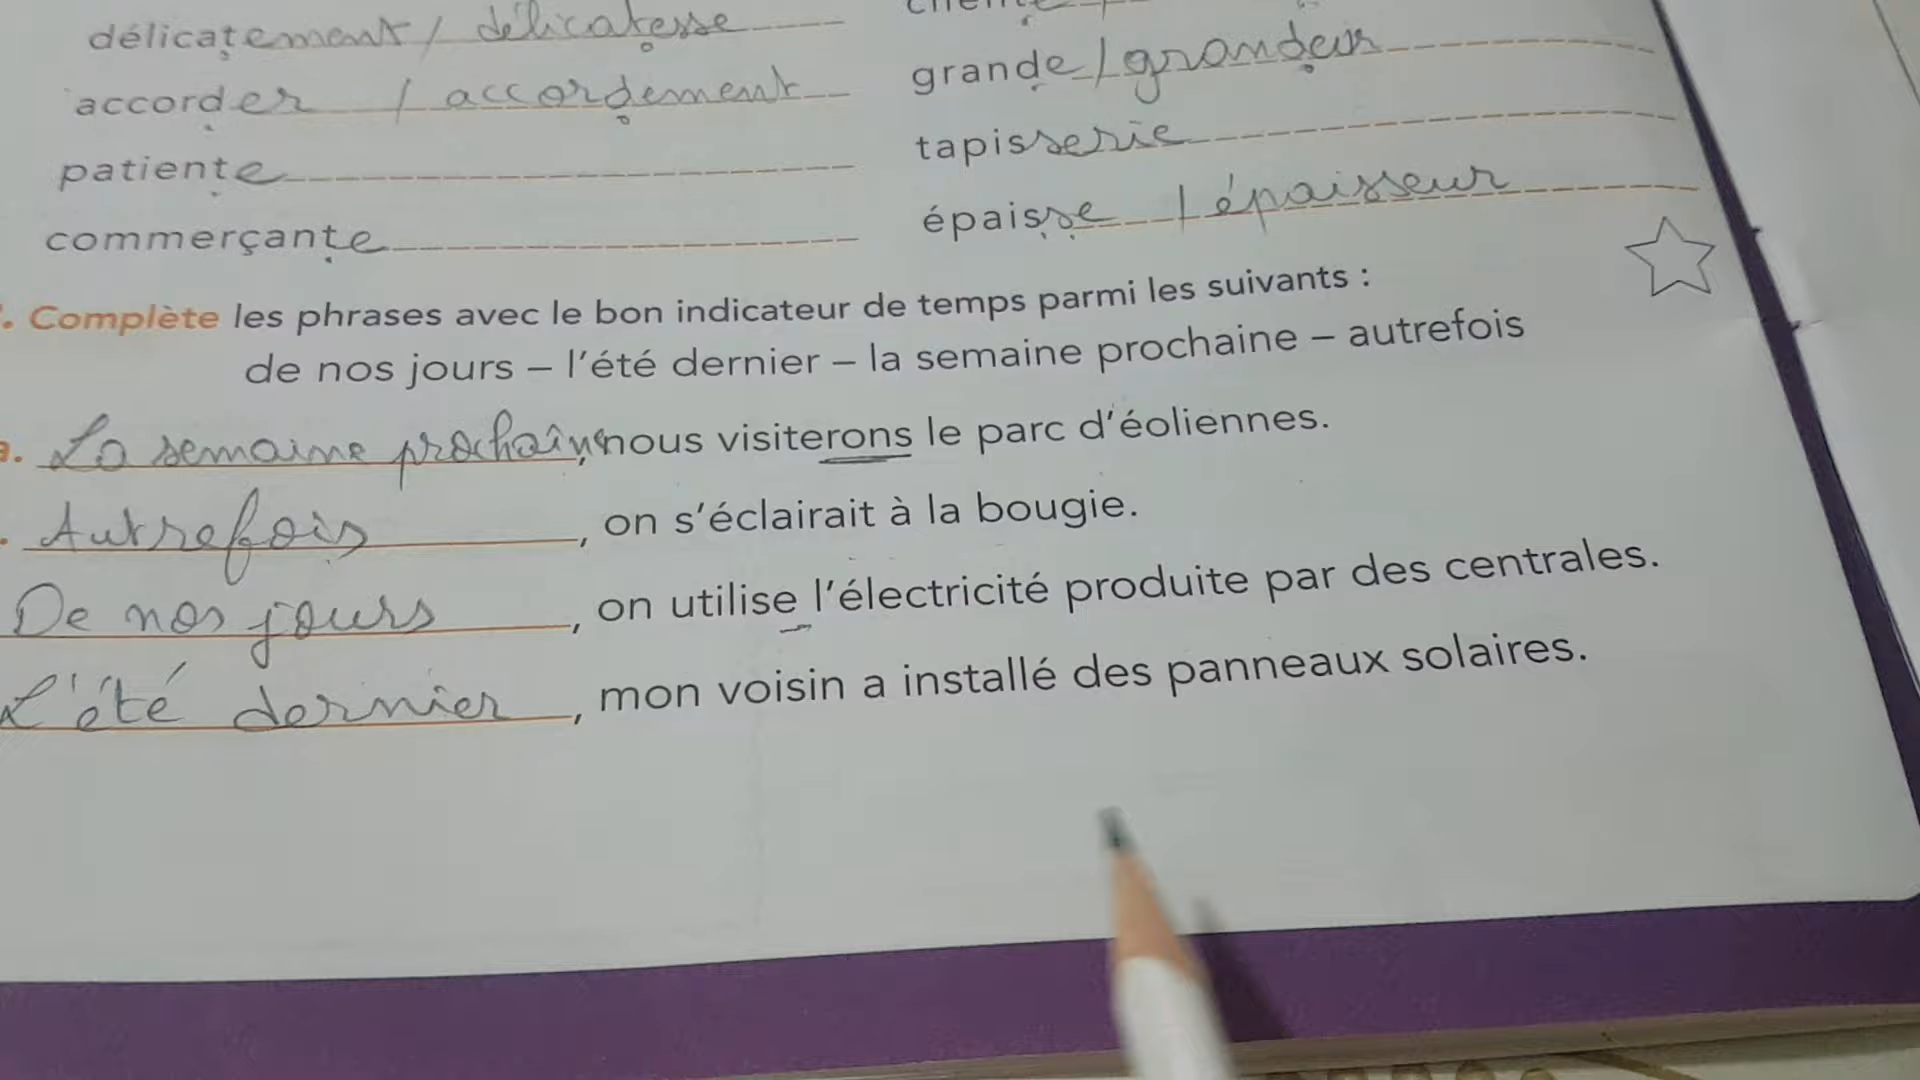 délicatement / délicatesse
accorder / accordement
patiente
commerçante
grande / grandeur
tapisserie
épaisse / épaisseur
. Complète les phrases avec le bon indicateur de temps parmi les suivants :
de nos jours – l'été dernier – la semaine prochaine – autrefois
a. La semaine prochaine, nous visiterons le parc d'éoliennes.
. Autrefois, on s'éclairait à la bougie.
De nos jours, on utilise l'électricité produite par des centrales.
L'été dernier, mon voisin a installé des panneaux solaires.